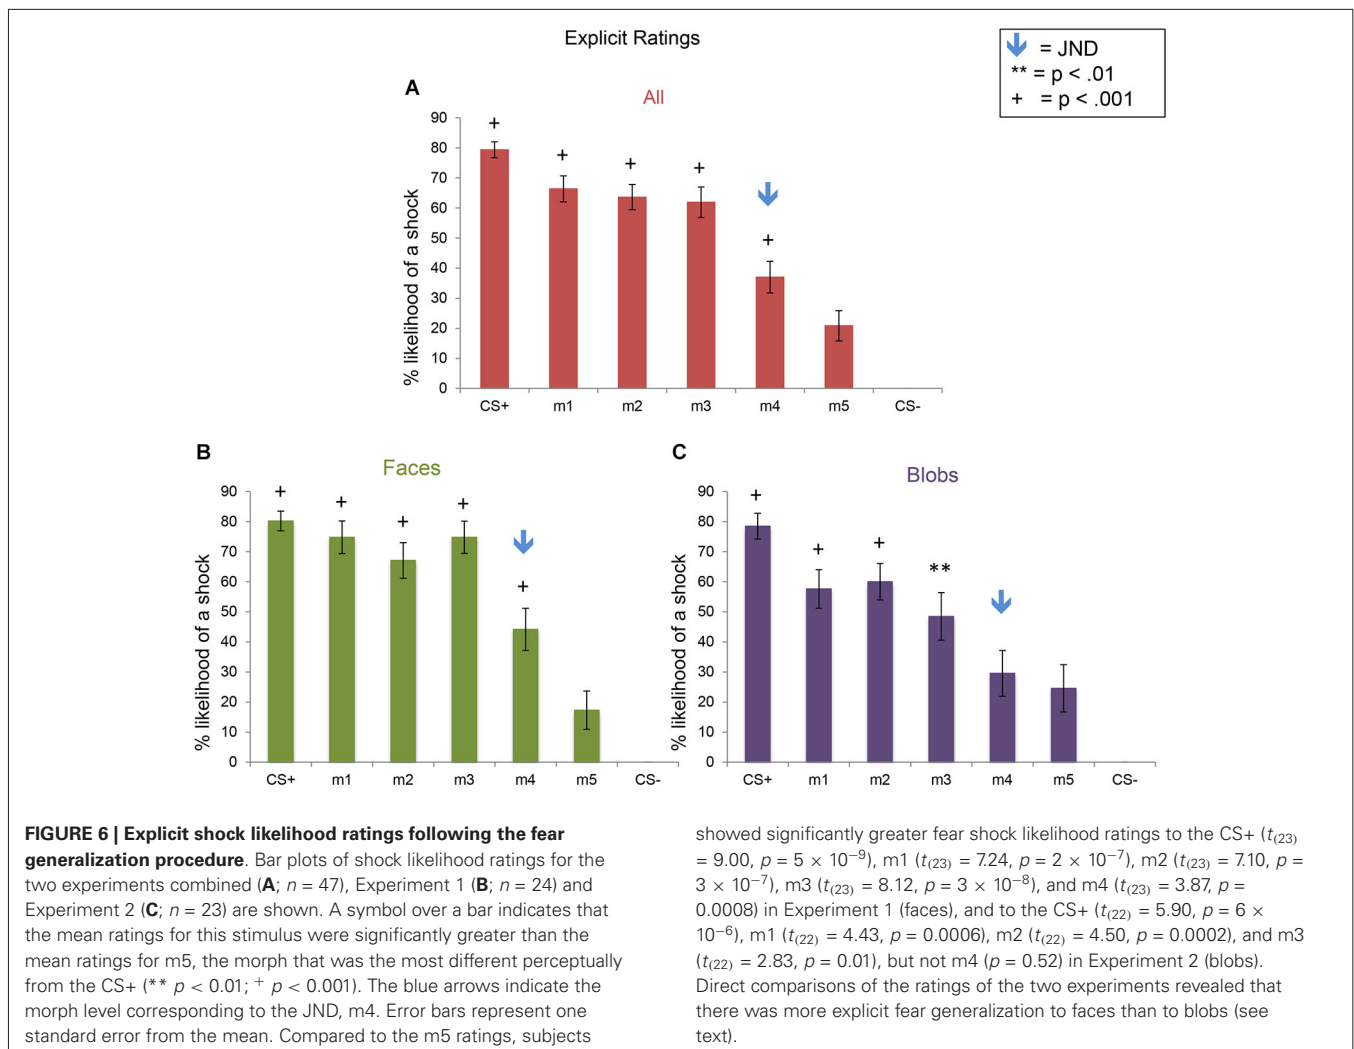 Explicit Ratings
= JND
** = p < .01
+ = p < .001
A
All
% likelihood of a shock
90
80
70
60
50
40
30
20
10
0
+
+
+
+
+
CS+ m1 m2 m3 m4 m5 CS-
B
Faces
% likelihood of a shock
90
80
70
60
50
40
30
20
10
0
+
+
+
+
+
CS+ m1 m2 m3 m4 m5 CS-
C
Blobs
% likelihood of a shock
90
80
70
60
50
40
30
20
10
0
+
+
+
**
CS+ m1 m2 m3 m4 m5 CS-
FIGURE 6 | Explicit shock likelihood ratings following the fear
generalization procedure. Bar plots of shock likelihood ratings for the
two experiments combined (A; n = 47), Experiment 1 (B; n = 24) and
Experiment 2 (C; n = 23) are shown. A symbol over a bar indicates that
the mean ratings for this stimulus were significantly greater than the
mean ratings for m5, the morph that was the most different perceptually
from the CS+ (** p < 0.01; + p < 0.001). The blue arrows indicate the
morph level corresponding to the JND, m4. Error bars represent one
standard error from the mean. Compared to the m5 ratings, subjects
showed significantly greater fear shock likelihood ratings to the CS+ (t(23)
= 9.00, p = 5 × 10−9), m1 (t(23) = 7.24, p = 2 × 10−7), m2 (t(23) = 7.10, p =
3 × 10−7), m3 (t(23) = 8.12, p = 3 × 10−8), and m4 (t(23) = 3.87, p =
0.0008) in Experiment 1 (faces), and to the CS+ (t(22) = 5.90, p = 6 ×
10−6), m1 (t(22) = 4.43, p = 0.0006), m2 (t(22) = 4.50, p = 0.0002), and m3
(t(22) = 2.83, p = 0.01), but not m4 (p = 0.52) in Experiment 2 (blobs).
Direct comparisons of the ratings of the two experiments revealed that
there was more explicit fear generalization to faces than to blobs (see
text).